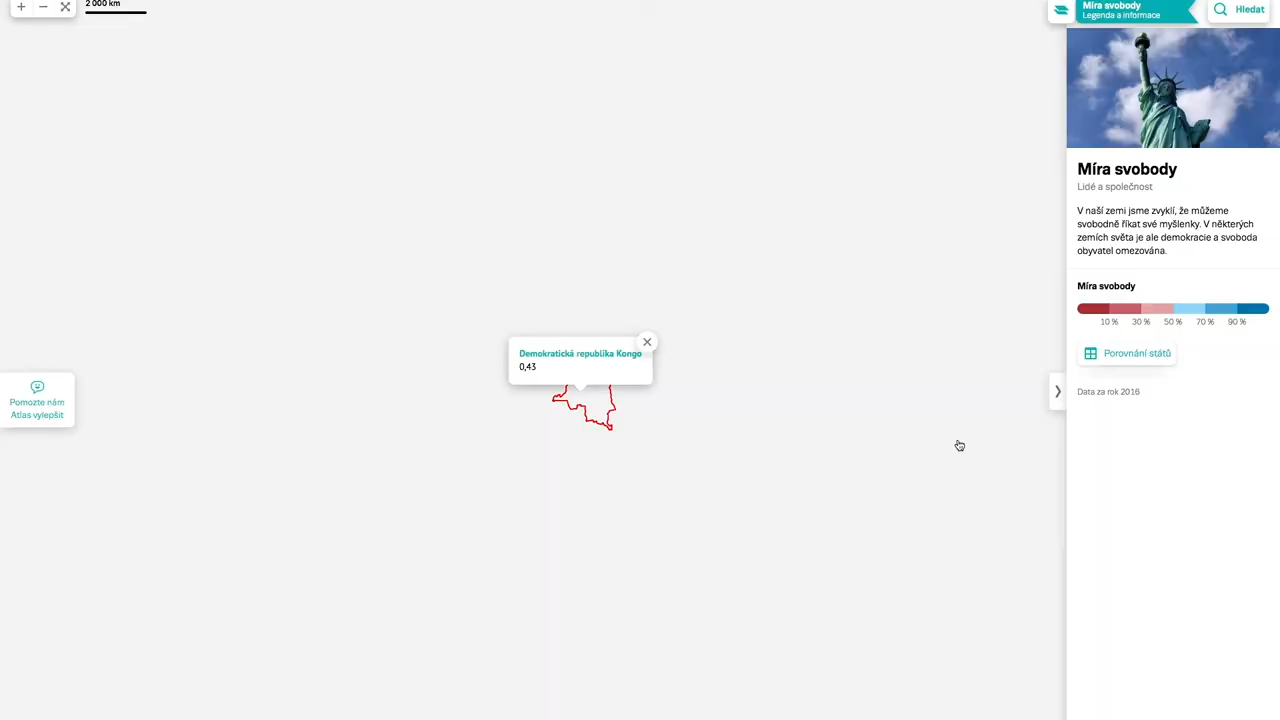 2 000 km
Míra svobody
Legenda a informace
Hledat
Míra svobody
Lidé a společnost
V naší zemi jsme zvyklí, že můžeme
svobodně říkat své myšlenky. V některých
zemích světa je ale demokracie a svoboda
obyvatel omezována.
Míra svobody
10 % 30 % 50 % 70 % 90 %
Porovnání států
Data za rok 2016
Demokratická republika Kongo
0,43
Pomozte nám
Atlas vylepšit